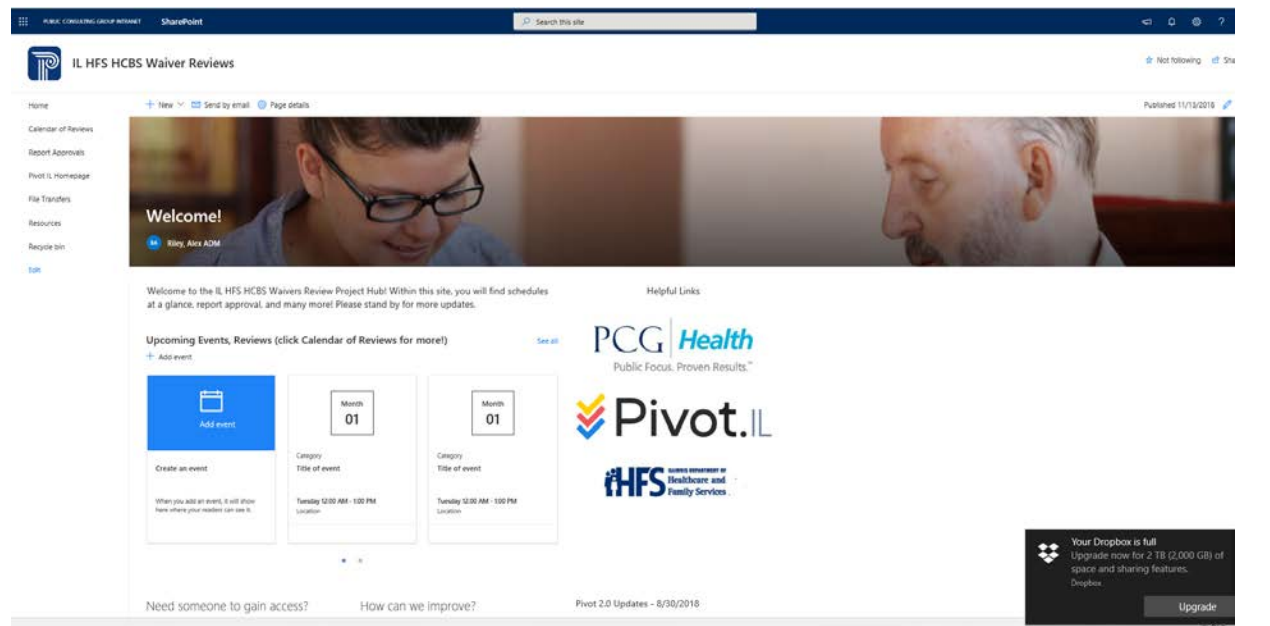 PUBLIC CONSULTING GROUP INTRANET
SharePoint
Search this site
?
IL HFS HCBS Waiver Reviews
Not following
Sha
Home
Calendar of Reviews
Report Approvals
Pivot IL Homepage
File Transfers
Resources
Recycle bin
Edit
New
Send by email
Page details
Published 11/13/2018
Welcome!
Riley, Alex ADM
Welcome to the IL HFS HCBS Waivers Review Project Hub! Within this site, you will find schedules
at a glance, report approval, and many more! Please stand by for more updates.
Upcoming Events, Reviews (click Calendar of Reviews for more!)
See all
+ Add event
Add event
Create an event
When you add an event, it will show
here where your readers can see it.
Month
01
Category
Title of event
Tuesday 12:00 AM - 1:00 PM
Location
Month
01
Category
Title of event
Tuesday 12:00 AM - 1:00 PM
Location
Helpful Links
PCG Health
Public Focus. Proven Results.™
Pivot.IL
HFS
ILLINOIS DEPARTMENT OF
Healthcare and
Family Services
Need someone to gain access?
How can we improve?
Pivot 2.0 Updates - 8/30/2018
Your Dropbox is full
Upgrade now for 2 TB (2,000 GB) of
space and sharing features.
Dropbox
Upgrade